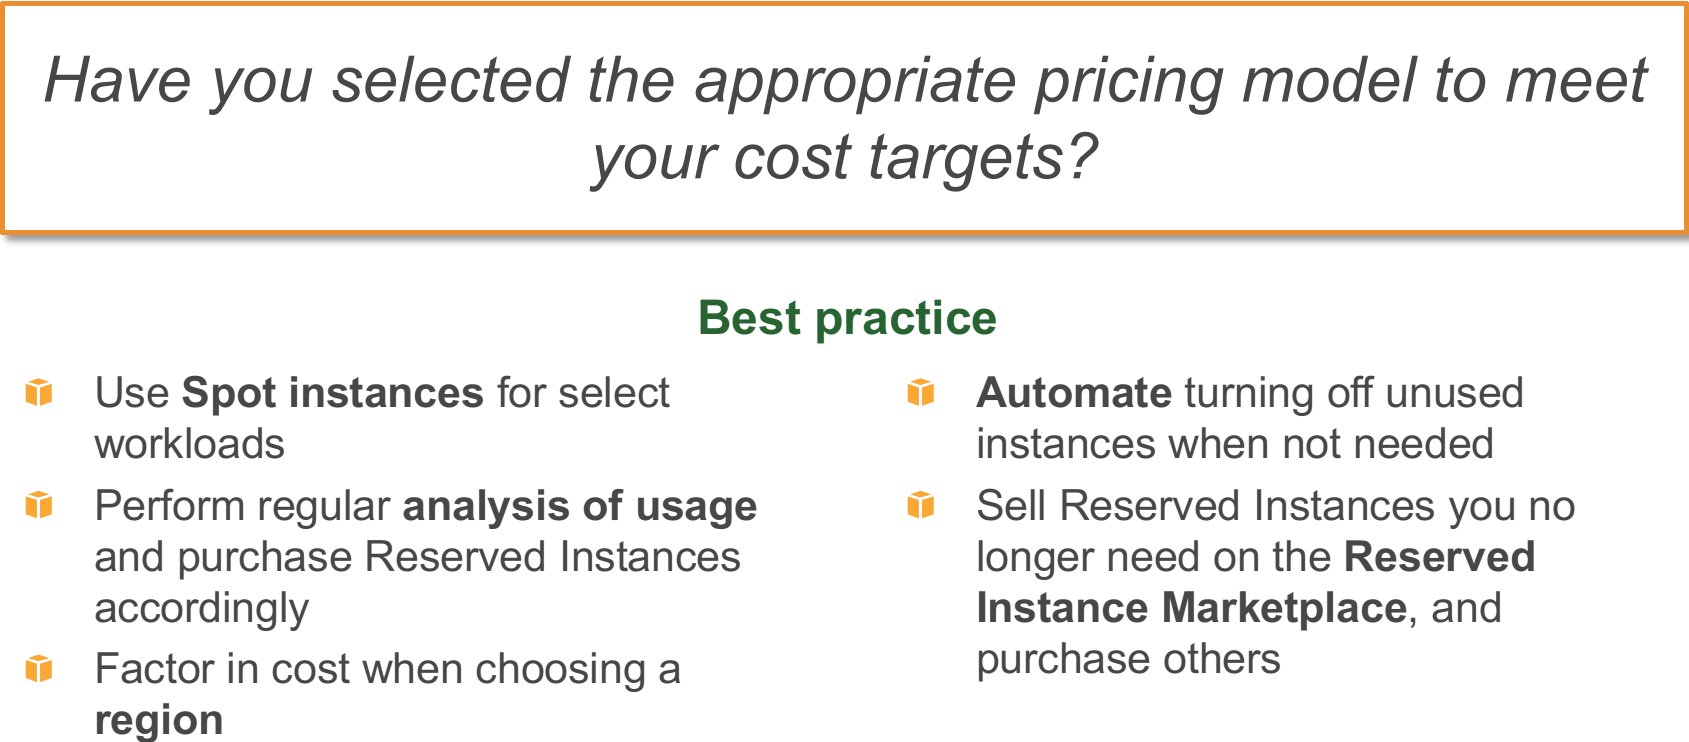 Have you selected the appropriate pricing model to meet
your cost targets?
Best practice
Use Spot instances for select
workloads
Perform regular analysis of usage
and purchase Reserved Instances
accordingly
Factor in cost when choosing a
region
Automate turning off unused
instances when not needed
Sell Reserved Instances you no
longer need on the Reserved
Instance Marketplace, and
purchase others